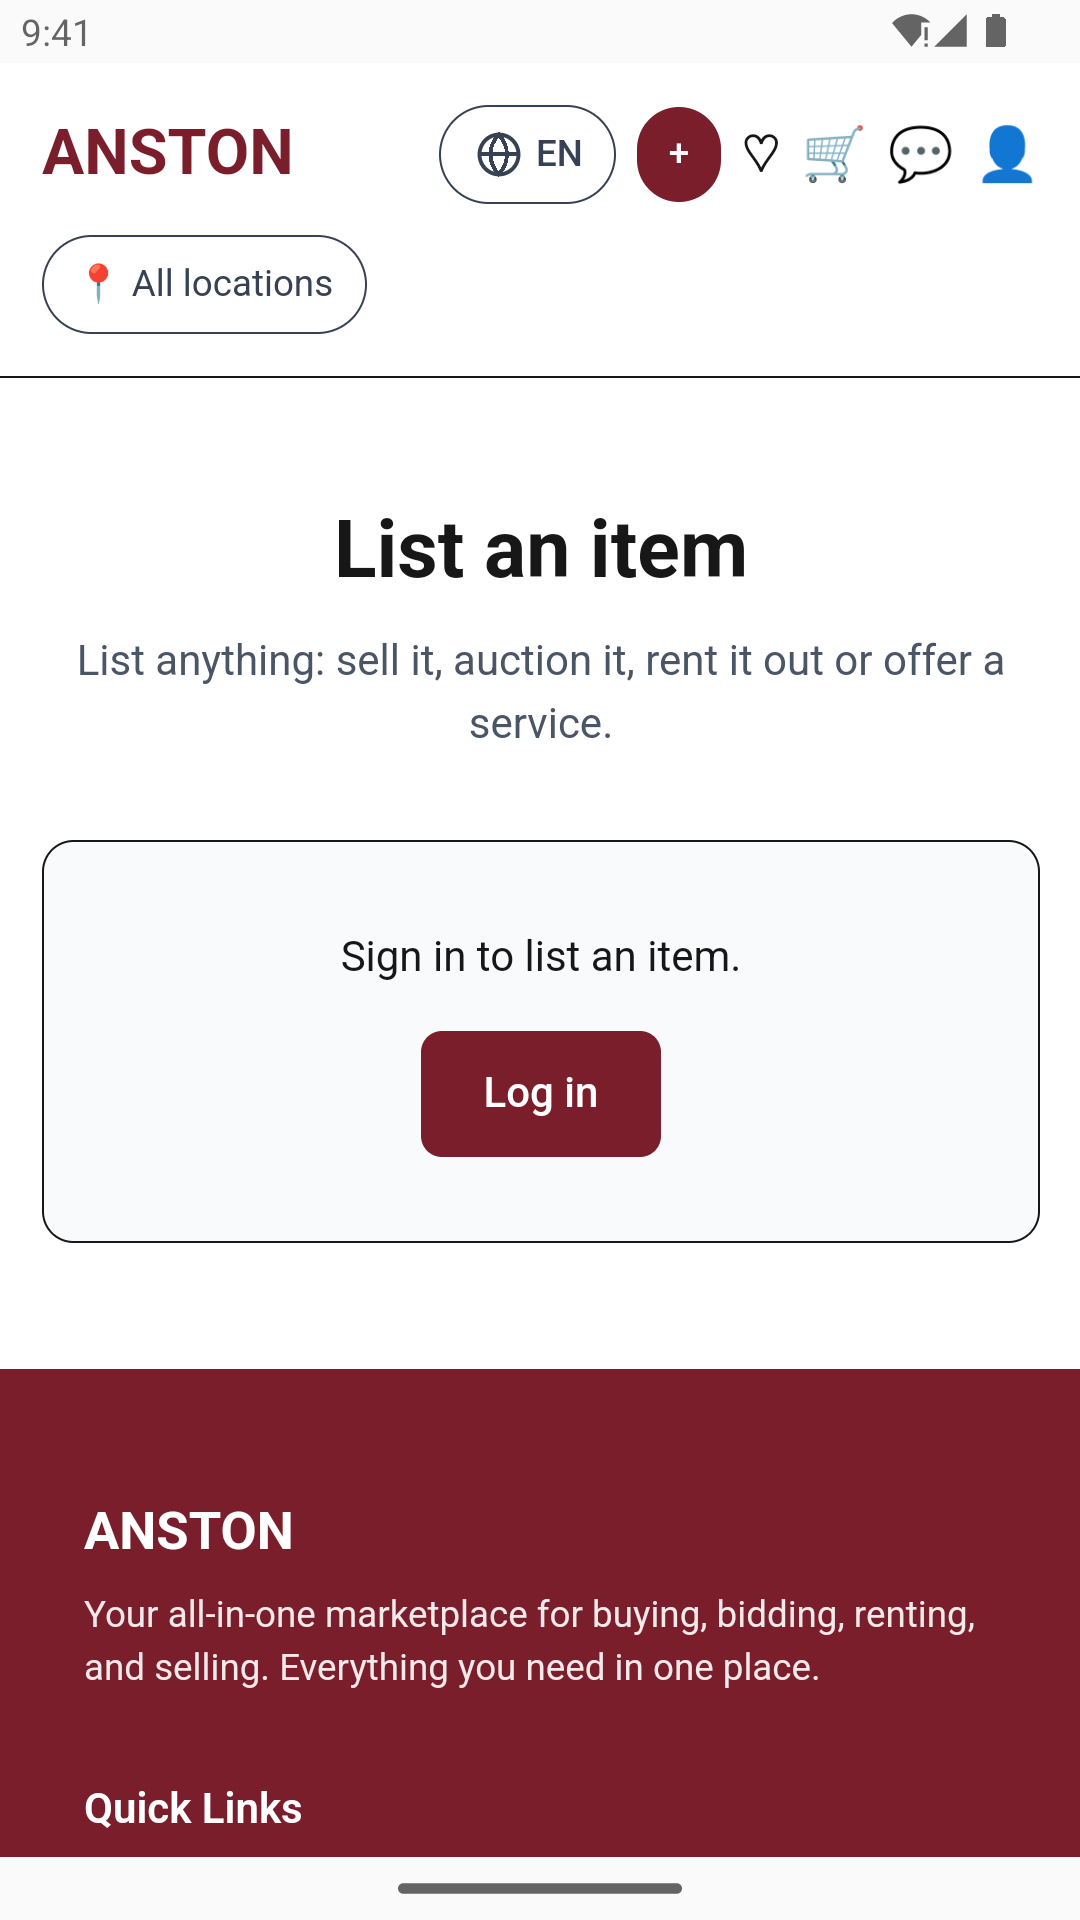 9:41
ANSTON
EN
+
All locations
List an item
List anything: sell it, auction it, rent it out or offer a
service.
Sign in to list an item.
Log in
ANSTON
Your all-in-one marketplace for buying, bidding, renting,
and selling. Everything you need in one place.
Quick Links